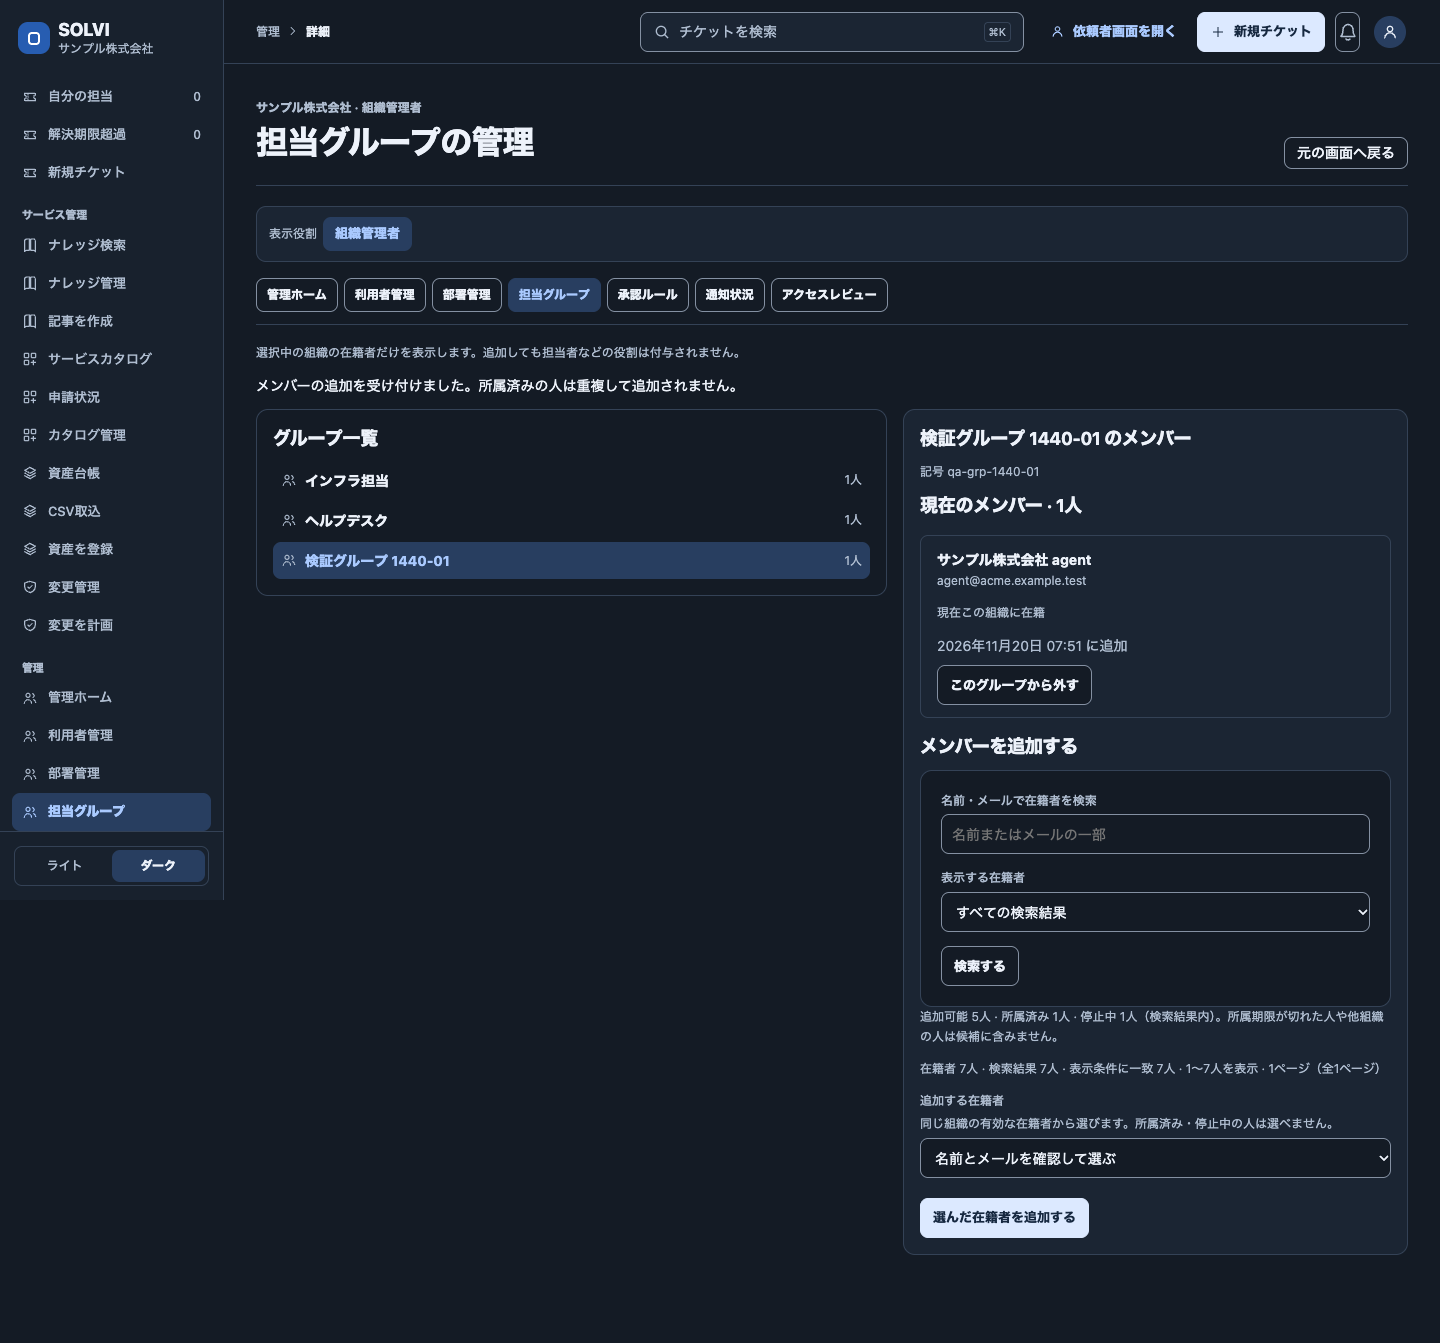 SOLVI
サンプル株式会社
自分の担当 0
解決期限超過 0
新規チケット
サービス管理
ナレッジ検索
ナレッジ管理
記事を作成
サービスカタログ
申請状況
カタログ管理
資産台帳
CSV取込
資産を登録
変更管理
変更を計画
管理
管理ホーム
利用者管理
部署管理
担当グループ
ライト ダーク
管理 詳細
チケットを検索 ⌘K
依頼者画面を開く
新規チケット
サンプル株式会社 · 組織管理者
担当グループの管理
元の画面へ戻る
表示役割 組織管理者
管理ホーム 利用者管理 部署管理 担当グループ 承認ルール 通知状況 アクセスレビュー
選択中の組織の在籍者だけを表示します。追加しても担当者などの役割は付与されません。
メンバーの追加を受け付けました。所属済みの人は重複して追加されません。
グループ一覧
インフラ担当 1人
ヘルプデスク 1人
検証グループ 1440-01 1人
検証グループ 1440-01 のメンバー
記号 qa-grp-1440-01
現在のメンバー · 1人
サンプル株式会社 agent
agent@acme.example.test
現在この組織に在籍
2026年11月20日 07:51 に追加
このグループから外す
メンバーを追加する
名前・メールで在籍者を検索
名前またはメールの一部
表示する在籍者
すべての検索結果
検索する
追加可能 5人 · 所属済み 1人 · 停止中 1人（検索結果内）。所属期限が切れた人や他組織
の人は候補に含みません。
在籍者 7人 · 検索結果 7人 · 表示条件に一致 7人 · 1〜7人を表示 · 1ページ（全1ページ）
追加する在籍者
同じ組織の有効な在籍者から選びます。所属済み・停止中の人は選べません。
名前とメールを確認して選ぶ
選んだ在籍者を追加する